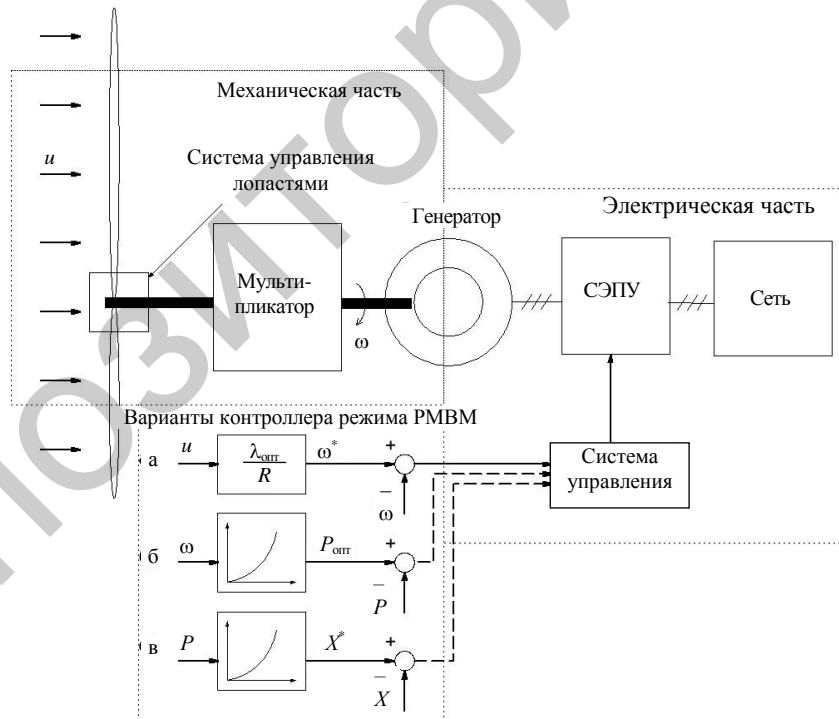 Механическая часть
u
Система управления
лопастями
Генератор
Электрическая часть
Мульти-
пликатор
СЭПУ
Сеть
ω
Варианты контроллера режима РМВМ
а u λопт ω* +
R
− ω
Система
управления
б ω Pопт +
− P
в P X* +
− X